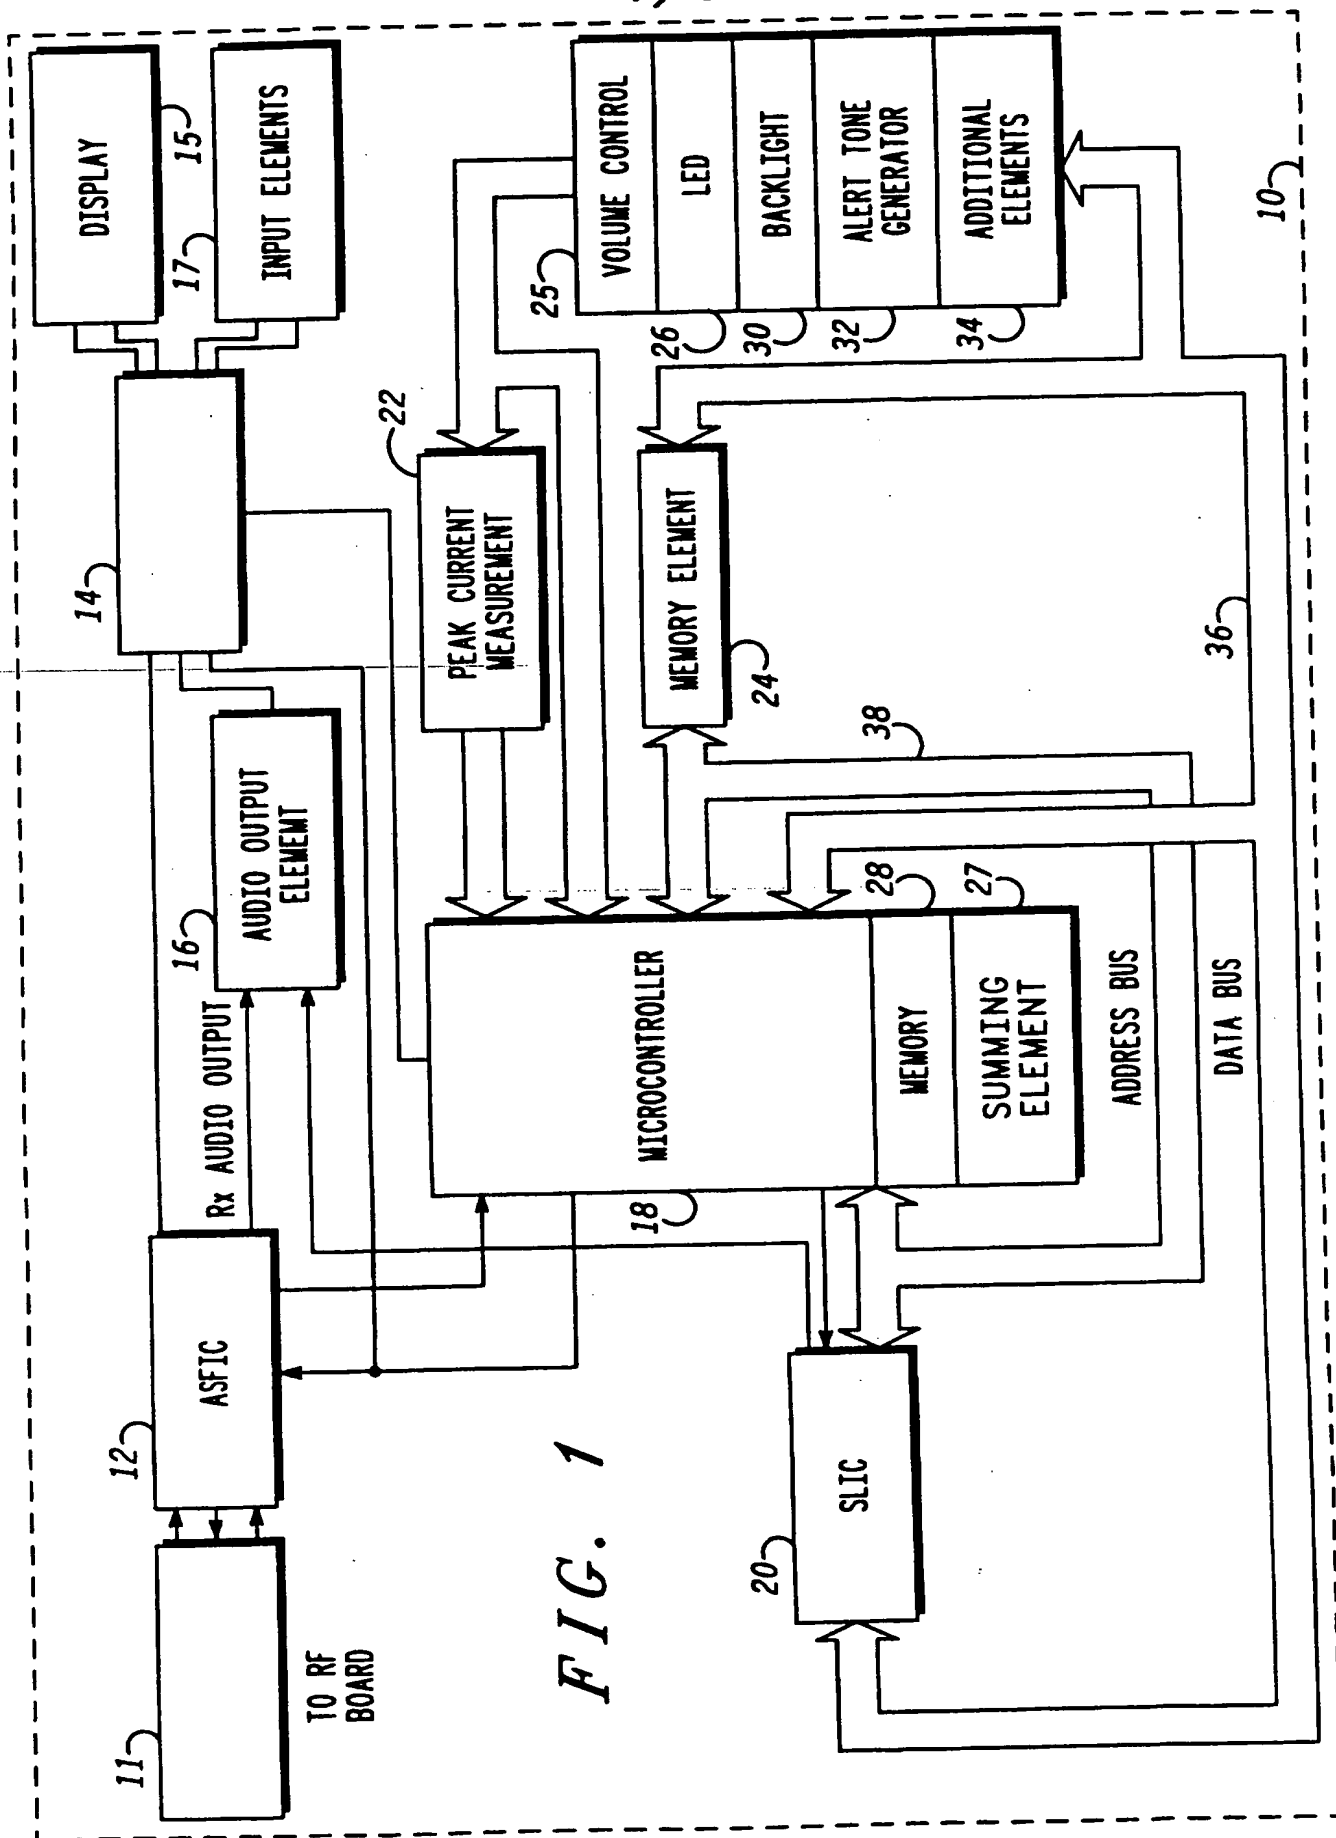 11
TO RF
BOARD
12
ASFIC
Rx AUDIO OUTPUT
16
AUDIO OUTPUT
ELEMEMT
14
DISPLAY
15
17
INPUT ELEMENTS
22
PEAK CURRENT
MEASUREMENT
25
VOLUME CONTROL
LED
26
BACKLIGHT
30
ALERT TONE
GENERATOR
32
ADDITIONAL
ELEMENTS
34
MICROCONTROLLER
18
MEMORY
28
SUMMING
ELEMENT
27
MEMORY ELEMENT
24
38
36
20
SLIC
ADDRESS BUS
DATA BUS
10
FIG. 1